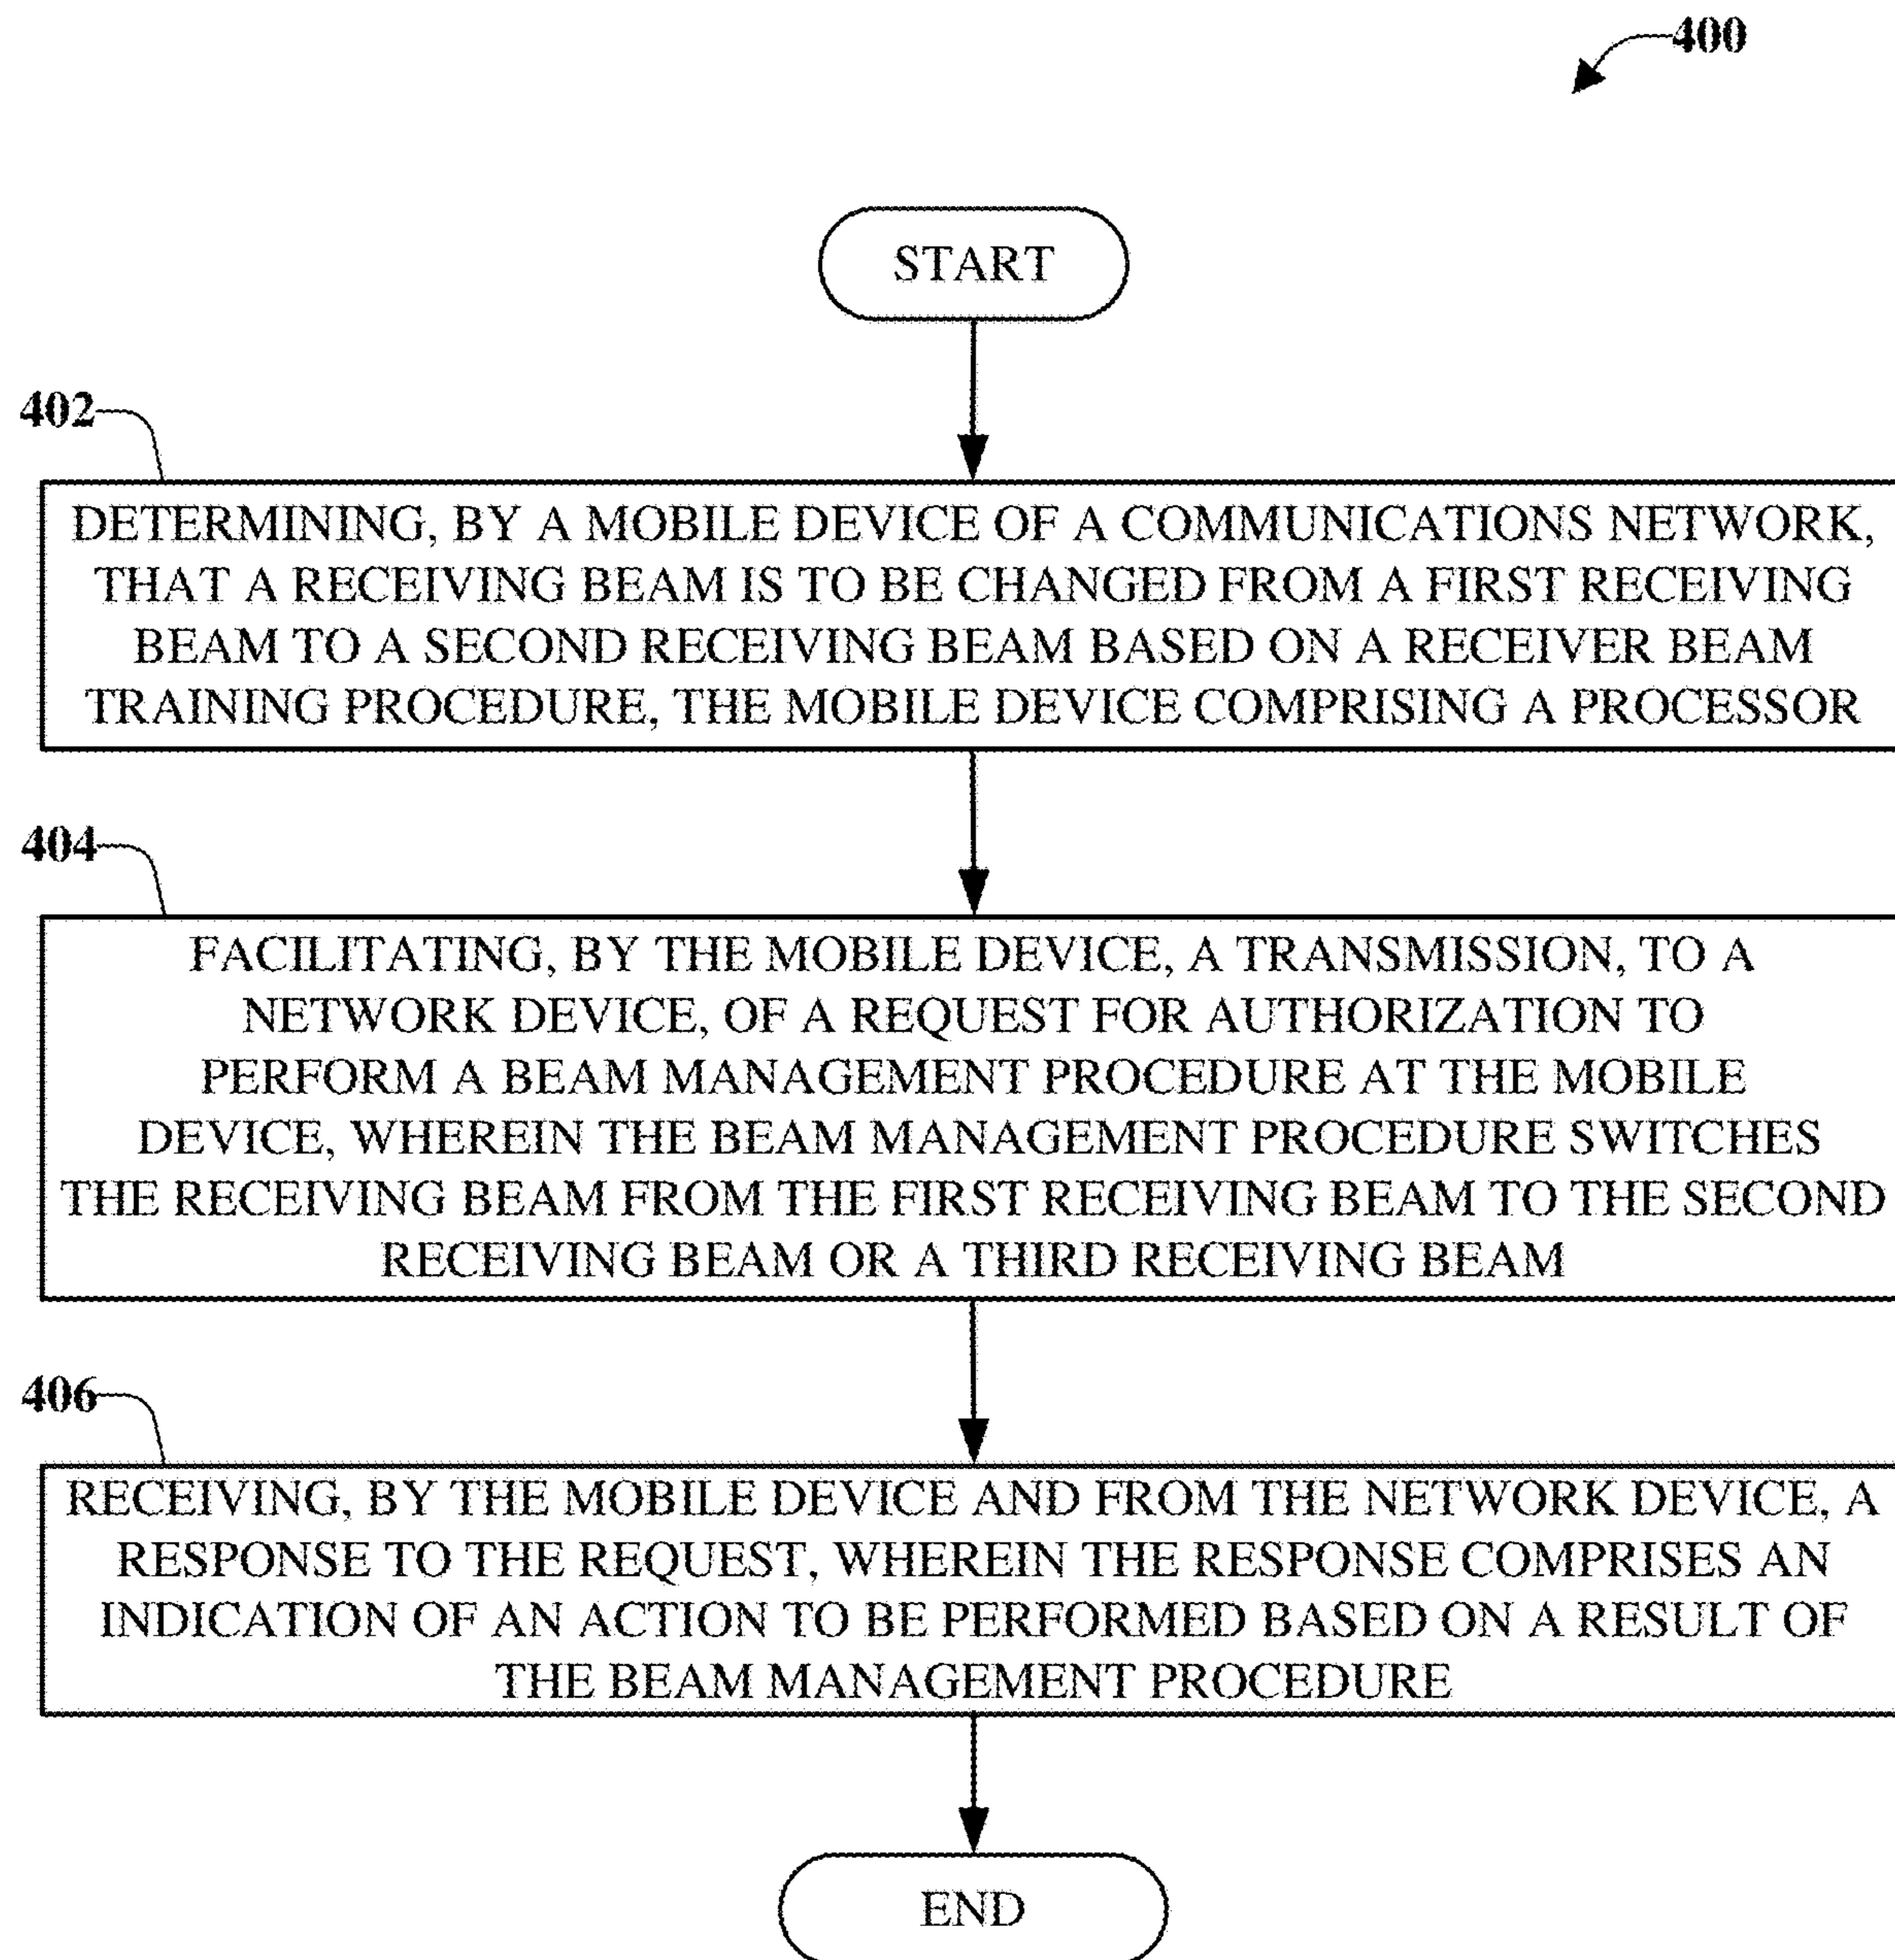 400
START
402
DETERMINING, BY A MOBILE DEVICE OF A COMMUNICATIONS NETWORK,
THAT A RECEIVING BEAM IS TO BE CHANGED FROM A FIRST RECEIVING
BEAM TO A SECOND RECEIVING BEAM BASED ON A RECEIVER BEAM
TRAINING PROCEDURE, THE MOBILE DEVICE COMPRISING A PROCESSOR
404
FACILITATING, BY THE MOBILE DEVICE, A TRANSMISSION, TO A
NETWORK DEVICE, OF A REQUEST FOR AUTHORIZATION TO
PERFORM A BEAM MANAGEMENT PROCEDURE AT THE MOBILE
DEVICE, WHEREIN THE BEAM MANAGEMENT PROCEDURE SWITCHES
THE RECEIVING BEAM FROM THE FIRST RECEIVING BEAM TO THE SECOND
RECEIVING BEAM OR A THIRD RECEIVING BEAM
406
RECEIVING, BY THE MOBILE DEVICE AND FROM THE NETWORK DEVICE, A
RESPONSE TO THE REQUEST, WHEREIN THE RESPONSE COMPRISES AN
INDICATION OF AN ACTION TO BE PERFORMED BASED ON A RESULT OF
THE BEAM MANAGEMENT PROCEDURE
END